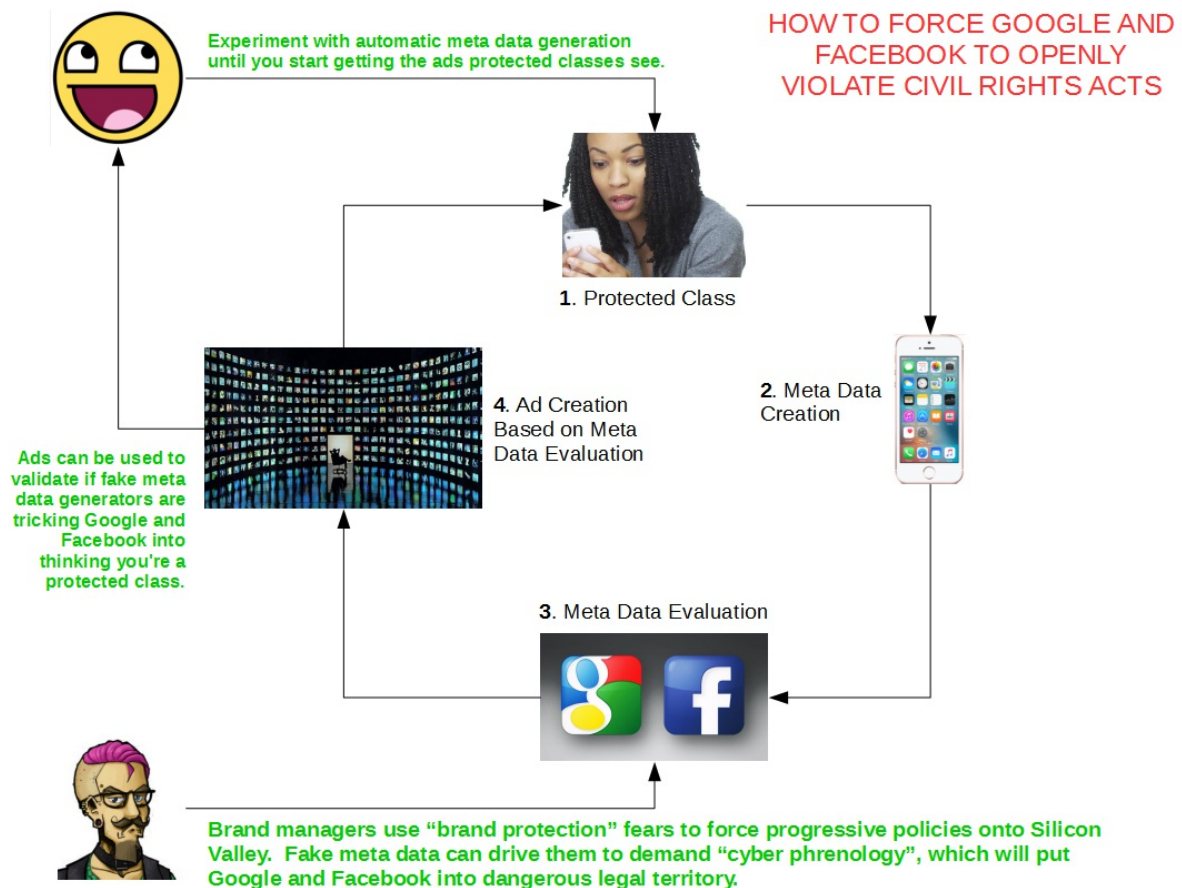 HOW TO FORCE GOOGLE AND
FACEBOOK TO OPENLY
VIOLATE CIVIL RIGHTS ACTS
Experiment with automatic meta data generation
until you start getting the ads protected classes see.
1. Protected Class
2. Meta Data
Creation
4. Ad Creation
Based on Meta
Data Evaluation
Ads can be used to
validate if fake meta
data generators are
tricking Google and
Facebook into
thinking you're a
protected class.
3. Meta Data Evaluation
Brand managers use “brand protection” fears to force progressive policies onto Silicon
Valley. Fake meta data can drive them to demand “cyber phrenology”, which will put
Google and Facebook into dangerous legal territory.